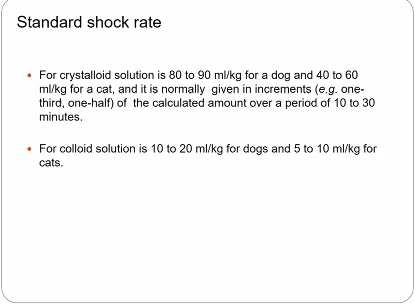 Standard shock rate
• For crystalloid solution is 80 to 90 ml/kg for a dog and 40 to 60
ml/kg for a cat, and it is normally given in increments (e.g. one-
third, one-half) of the calculated amount over a period of 10 to 30
minutes.
• For colloid solution is 10 to 20 ml/kg for dogs and 5 to 10 ml/kg for
cats.